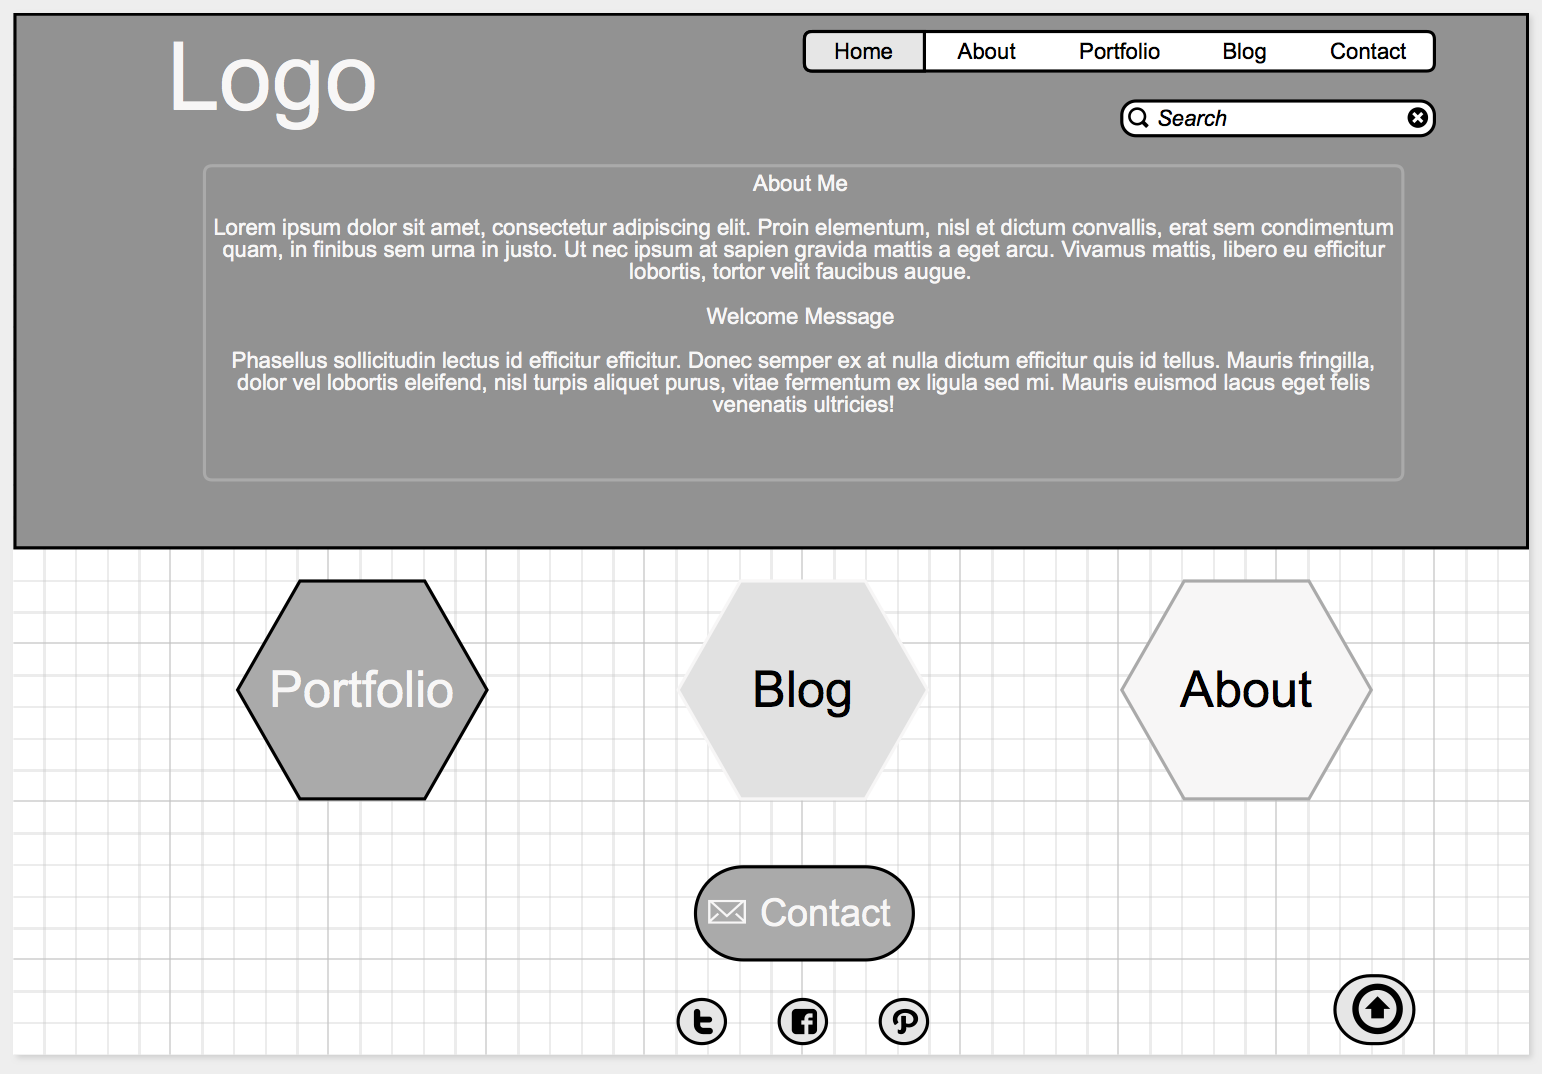 Logo
Home About Portfolio Blog Contact
Search
About Me
Lorem ipsum dolor sit amet, consectetur adipiscing elit. Proin elementum, nisl et dictum convallis, erat sem condimentum
quam, in finibus sem urna in justo. Ut nec ipsum at sapien gravida mattis a eget arcu. Vivamus mattis, libero eu efficitur
lobortis, tortor velit faucibus augue.
Welcome Message
Phasellus sollicitudin lectus id efficitur efficitur. Donec semper ex at nulla dictum efficitur quis id tellus. Mauris fringilla,
dolor vel lobortis eleifend, nisl turpis aliquet purus, vitae fermentum ex ligula sed mi. Mauris euismod lacus eget felis
venenatis ultricies!
Portfolio
Blog
About
Contact